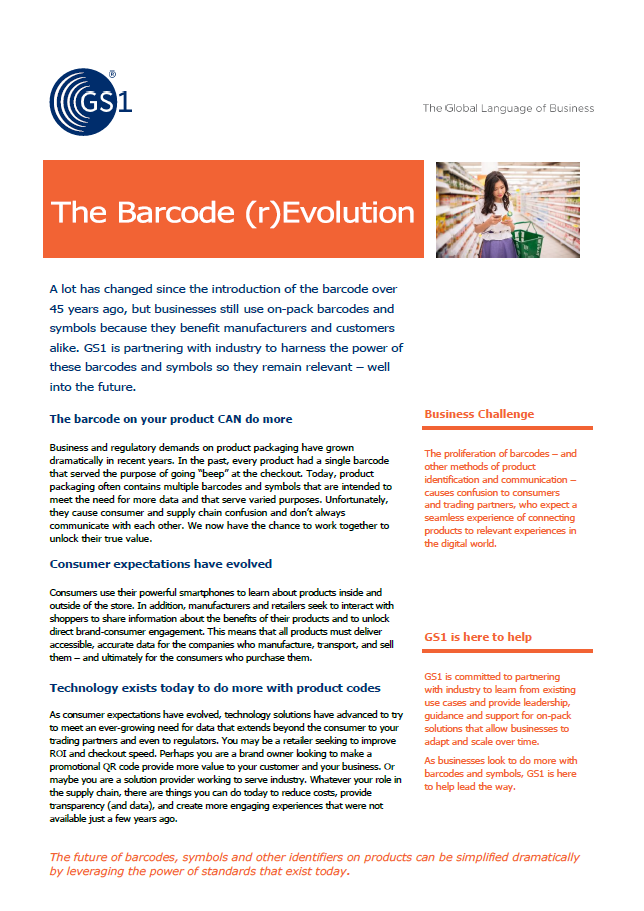 GS1
®
The Global Language of Business
The Barcode (r)Evolution
A lot has changed since the introduction of the barcode over
45 years ago, but businesses still use on-pack barcodes and
symbols because they benefit manufacturers and customers
alike. GS1 is partnering with industry to harness the power of
these barcodes and symbols so they remain relevant – well
into the future.
The barcode on your product CAN do more
Business and regulatory demands on product packaging have grown
dramatically in recent years. In the past, every product had a single barcode
that served the purpose of going “beep” at the checkout. Today, product
packaging often contains multiple barcodes and symbols that are intended to
meet the need for more data and that serve varied purposes. Unfortunately,
they cause consumer and supply chain confusion and don’t always
communicate with each other. We now have the chance to work together to
unlock their true value.
Consumer expectations have evolved
Consumers use their powerful smartphones to learn about products inside and
outside of the store. In addition, manufacturers and retailers seek to interact with
shoppers to share information about the benefits of their products and to unlock
direct brand-consumer engagement. This means that all products must deliver
accessible, accurate data for the companies who manufacture, transport, and sell
them – and ultimately for the consumers who purchase them.
Technology exists today to do more with product codes
As consumer expectations have evolved, technology solutions have advanced to try
to meet an ever-growing need for data that extends beyond the consumer to your
trading partners and even to regulators. You may be a retailer seeking to improve
ROI and checkout speed. Perhaps you are a brand owner looking to make a
promotional QR code provide more value to your customer and your business. Or
maybe you are a solution provider working to serve industry. Whatever your role in
the supply chain, there are things you can do today to reduce costs, provide
transparency (and data), and create more engaging experiences that were not
available just a few years ago.
Business Challenge
The proliferation of barcodes – and
other methods of product
identification and communication –
causes confusion to consumers
and trading partners, who expect a
seamless experience of connecting
products to relevant experiences in
the digital world.
GS1 is here to help
GS1 is committed to partnering
with industry to learn from existing
use cases and provide leadership,
guidance and support for on-pack
solutions that allow businesses to
adapt and scale over time.
As businesses look to do more with
barcodes and symbols, GS1 is here
to help lead the way.
The future of barcodes, symbols and other identifiers on products can be simplified dramatically
by leveraging the power of standards that exist today.